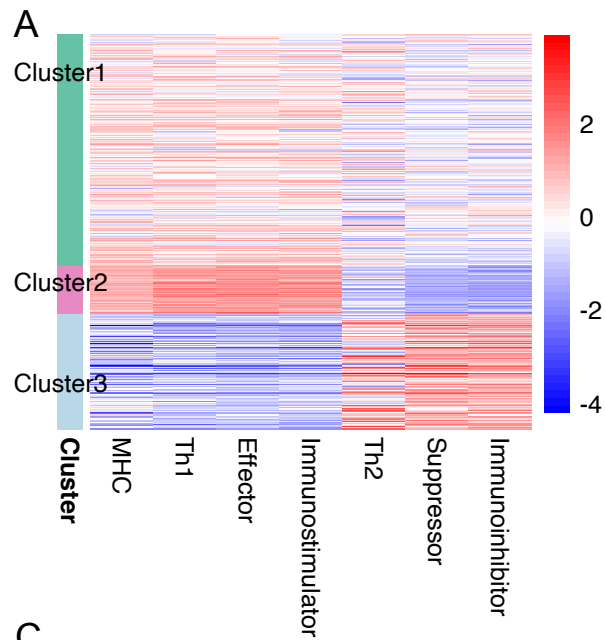 A
Cluster1
Cluster2
Cluster3
2
0
-2
-4
Cluster
MHC
Th1
Effector
Immunostimulator
Th2
Suppressor
Immunoinhibitor
C